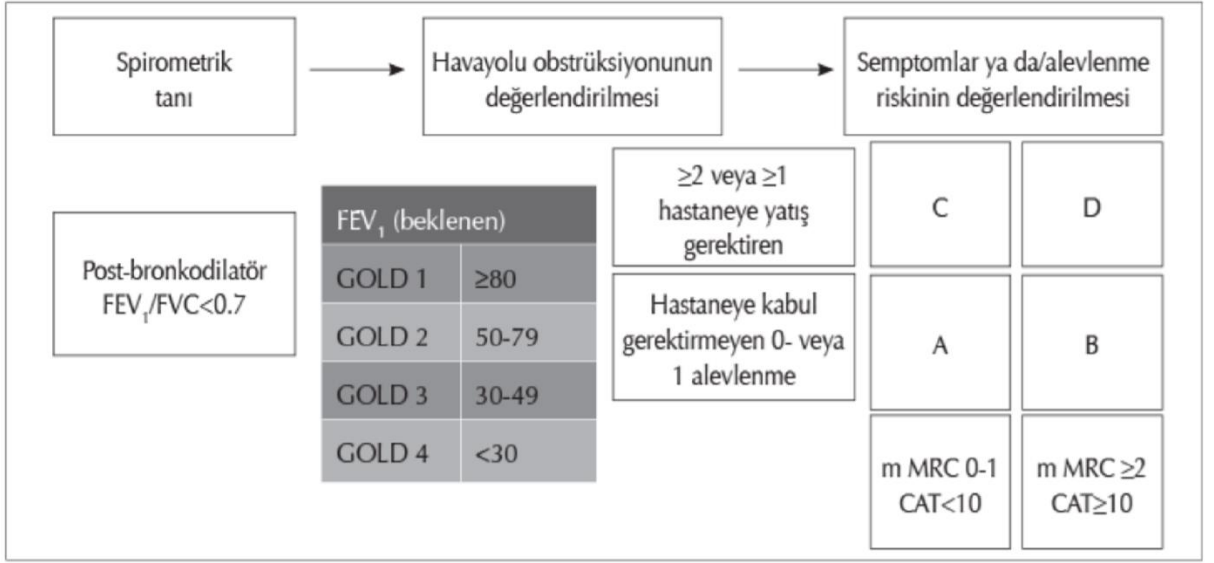 Spirometrik
tanı
Havayolu obstrüksiyonunun
değerlendirilmesi
Semptomlar ya da/alevlenme
riskinin değerlendirilmesi
Post-bronkodilatör
FEV₁/FVC<0.7
FEV₁ (beklenen)
GOLD 1 ≥80
GOLD 2 50-79
GOLD 3 30-49
GOLD 4 <30
≥2 veya ≥1
hastaneye yatış
gerektiren
Hastaneye kabul
gerektirmeyen 0- veya
1 alevlenme
C D
A B
m MRC 0-1
CAT<10
m MRC ≥2
CAT≥10